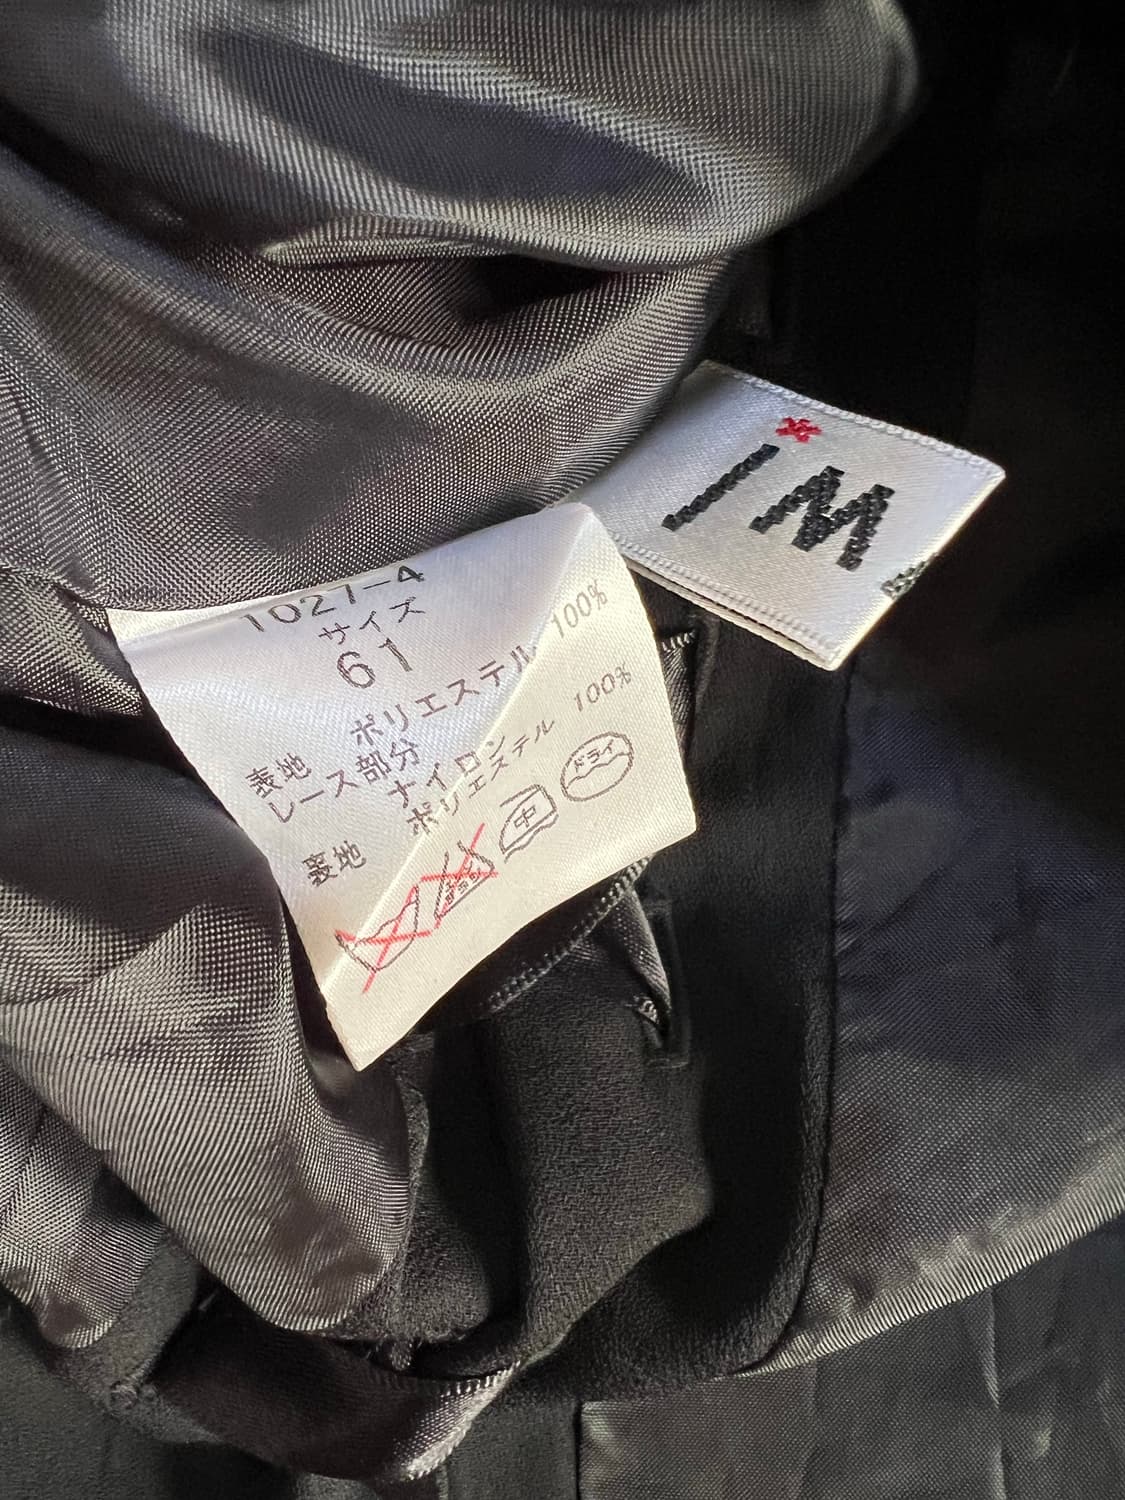 IM
1027-4
サイズ
61
表地 ポリエステル 100%
レース部分
ナイロン
裏地 ポリエステル 100%
中 ドライ